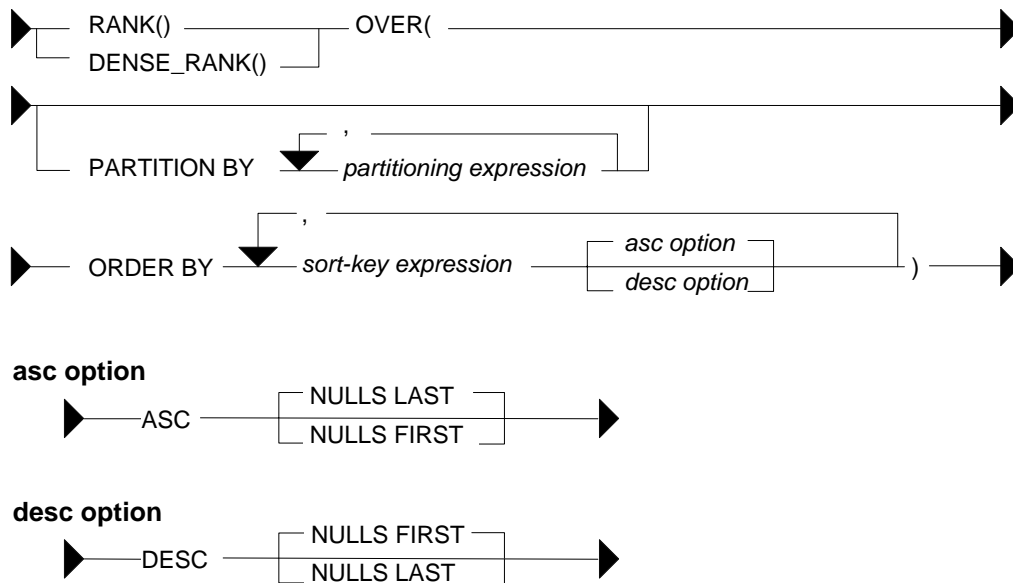 RANK() OVER(
DENSE_RANK()
,
PARTITION BY partitioning expression
,
asc option
ORDER BY sort-key expression )
desc option
asc option
NULLS LAST
ASC
NULLS FIRST
desc option
NULLS FIRST
DESC
NULLS LAST